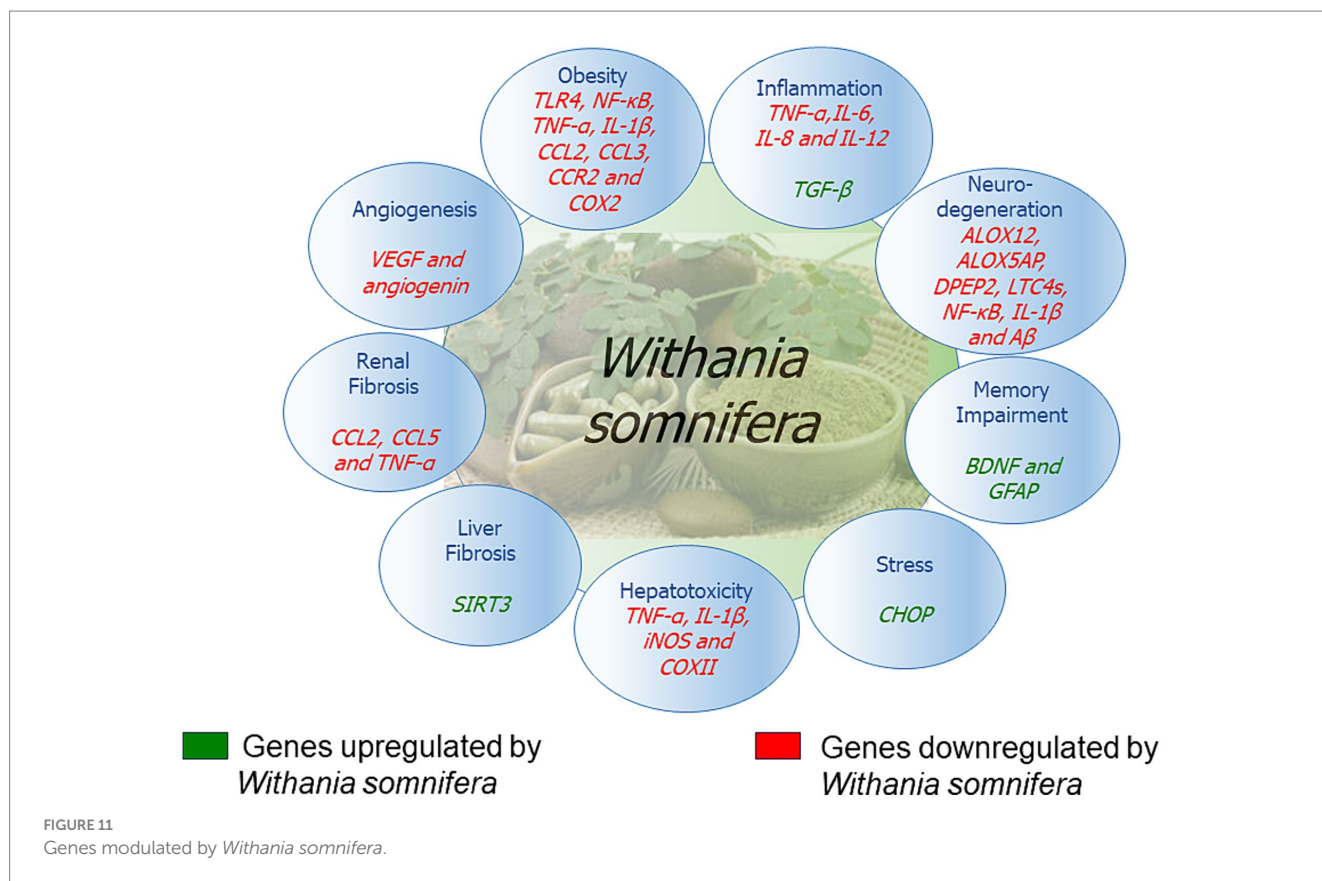 Obesity
TLR4, NF-κB,
TNF-α, IL-1β,
CCL2, CCL3,
CCR2 and
COX2
Inflammation
TNF-α,IL-6,
IL-8 and IL-12
TGF-β
Neuro-
degeneration
ALOX12,
ALOX5AP,
DPEP2, LTC4s,
NF-κB, IL-1β
and Aβ
Angiogenesis
VEGF and
angiogenin
Withania
somnifera
Renal
Fibrosis
CCL2, CCL5
and TNF-α
Memory
Impairment
BDNF and
GFAP
Liver
Fibrosis
SIRT3
Hepatotoxicity
TNF-α, IL-1β,
iNOS and
COXII
Stress
CHOP
Genes upregulated by
Withania somnifera
Genes downregulated by
Withania somnifera
FIGURE 11
Genes modulated by Withania somnifera.